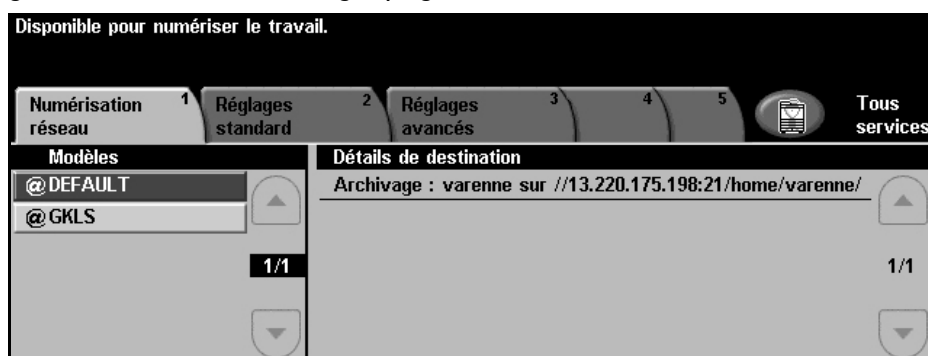 Disponible pour numériser le travail.
Numérisation réseau 1
Réglages standard 2
Réglages avancés 3
4
5
Tous services
Modèles
Détails de destination
@DEFAULT
Archivage : varenne sur //13.220.175.198:21/home/varenne/
@GKLS
1/1
1/1